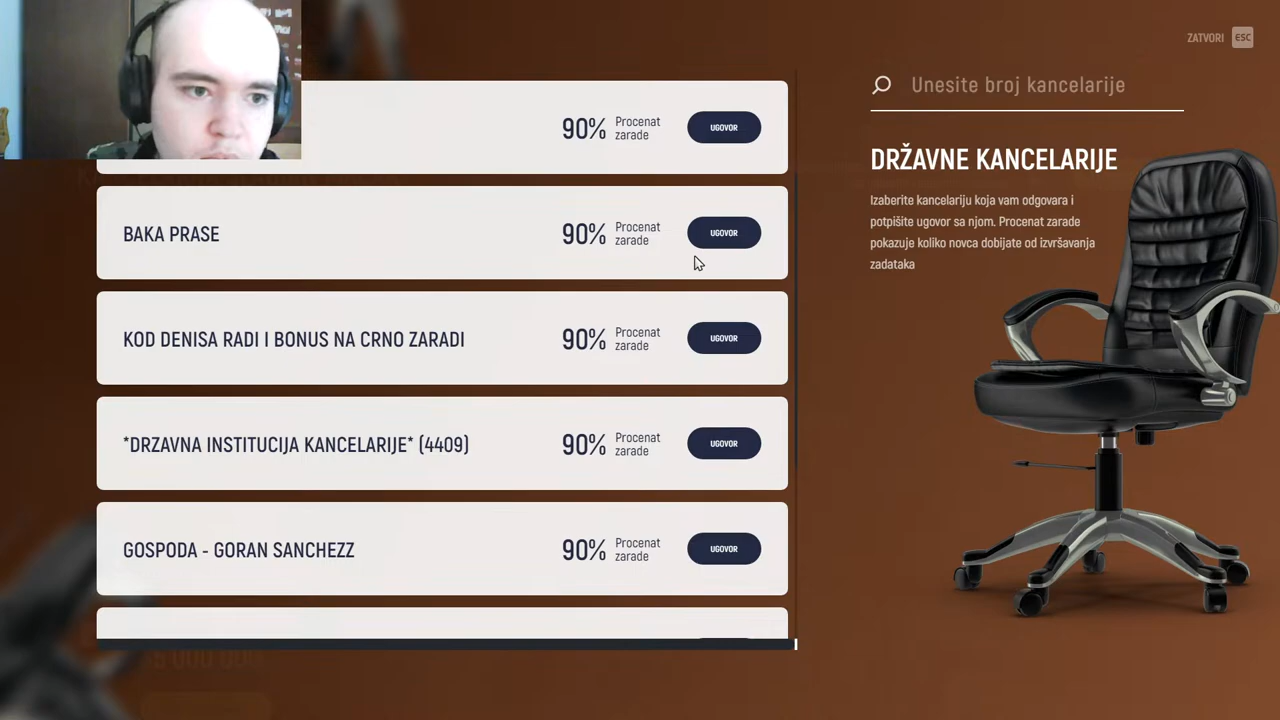 ZATVORI ESC
Unesite broj kancelarije
DRŽAVNE KANCELARIJE
Izaberite kancelariju koja vam odgovara i
potpišite ugovor sa njom. Procenat zarade
pokazuje koliko novca dobijate od izvršavanja
zadataka
90% Procenat
zarade
UGOVOR
BAKA PRASE
90% Procenat
zarade
UGOVOR
KOD DENISA RADI I BONUS NA CRNO ZARADI
90% Procenat
zarade
UGOVOR
*DRZAVNA INSTITUCIJA KANCELARIJE* (4409)
90% Procenat
zarade
UGOVOR
GOSPODA - GORAN SANCHEZZ
90% Procenat
zarade
UGOVOR